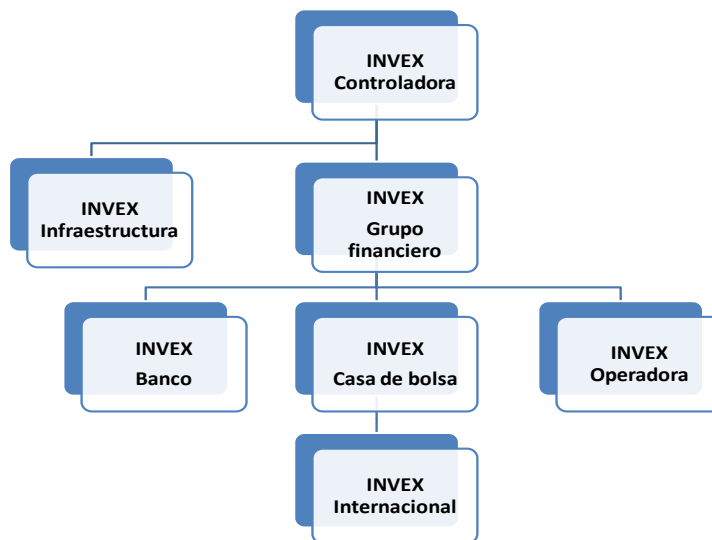 INVEX
Controladora
INVEX
Infraestructura
INVEX
Grupo
financiero
INVEX
Banco
INVEX
Casa de bolsa
INVEX
Operadora
INVEX
Internacional